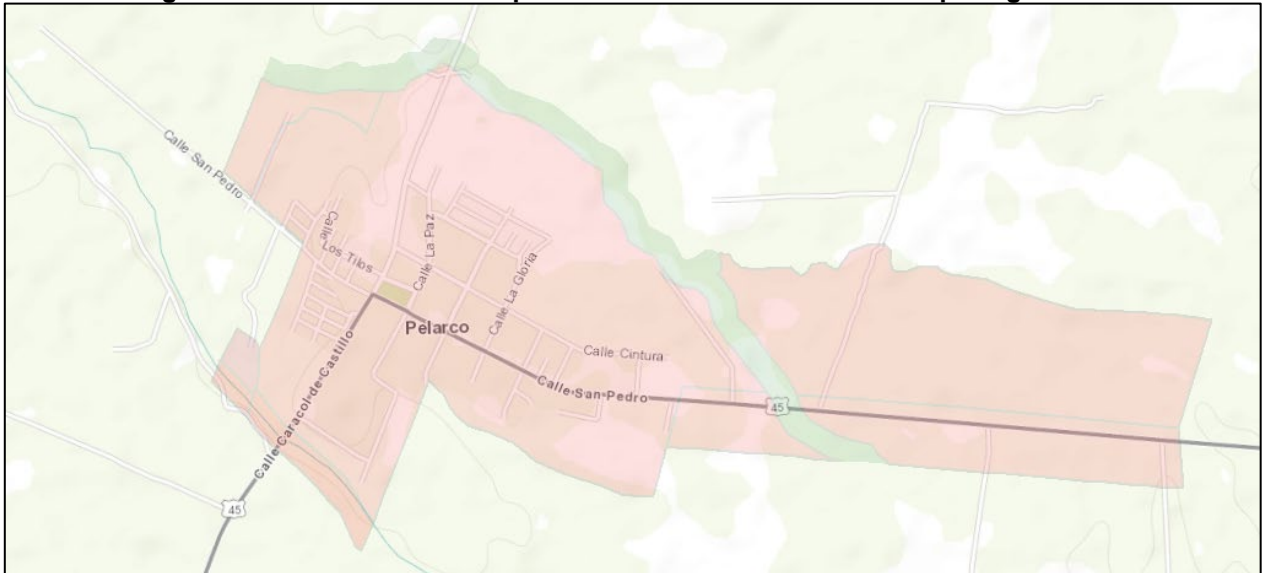 Calle San Pedro
Calle
Los Tilos
Calle La Paz
Calle La Gloria
Pelarco
Calle Caracol de Castillo
Calle Cintura
Calle San Pedro
45
45